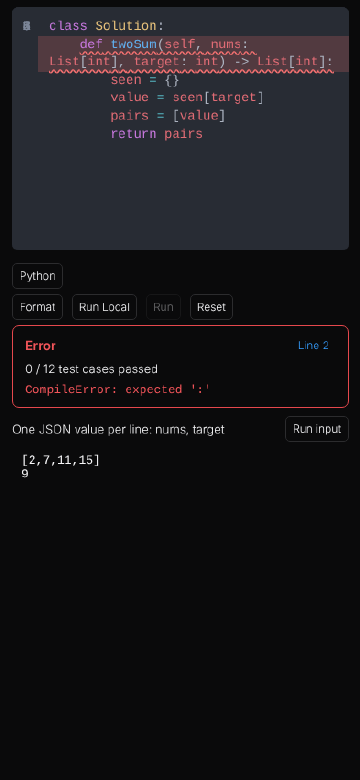 class Solution:
def twoSum(self, nums:
List[int], target: int) -> List[int]:
seen = {}
value = seen[target]
pairs = [value]
return pairs
Python
Format Run Local Run Reset
Error Line 2
0 / 12 test cases passed
CompileError: expected ':'
One JSON value per line: nums, target Run input
[2,7,11,15]
9